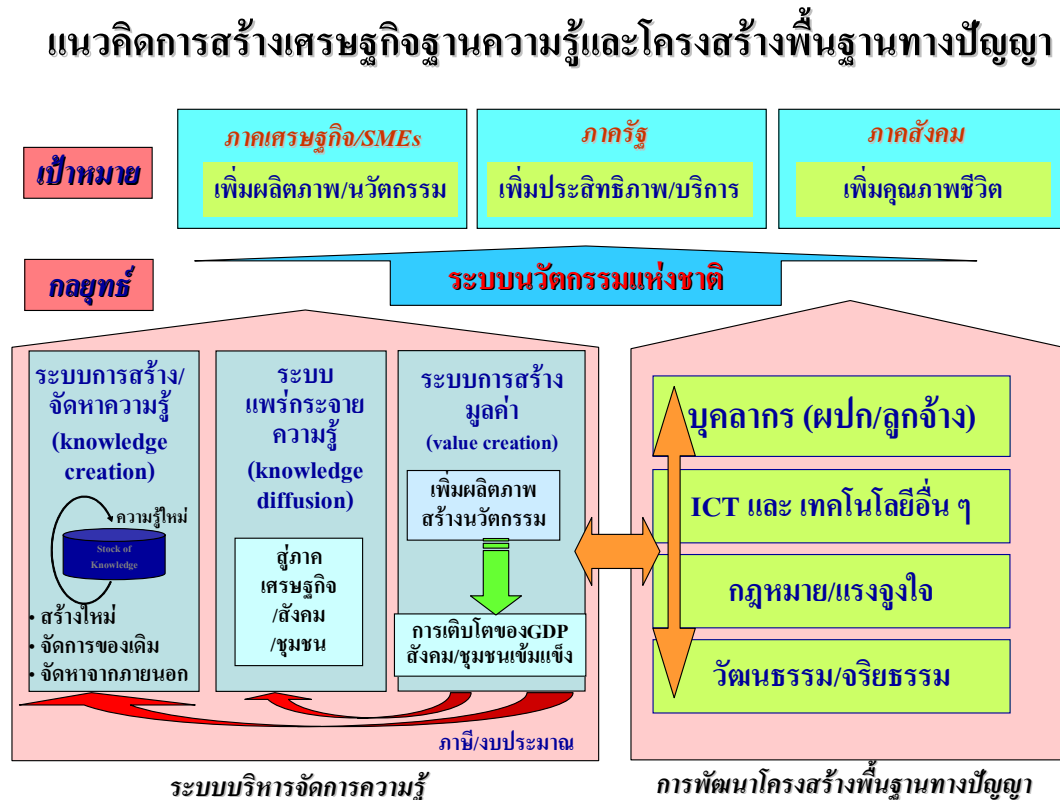 แนวคิดการสร้างเศรษฐกิจฐานความรู้และโครงสร้างพื้นฐานทางปัญญา
เป้าหมาย
ภาคเศรษฐกิจ/SMEs
เพิ่มผลิตภาพ/นวัตกรรม
ภาครัฐ
เพิ่มประสิทธิภาพ/บริการ
ภาคสังคม
เพิ่มคุณภาพชีวิต
กลยุทธ์
ระบบนวัตกรรมแห่งชาติ
ระบบการสร้าง/
จัดหาความรู้
(knowledge
creation)
ความรู้ใหม่
Stock of
Knowledge
• สร้างใหม่
• จัดการของเดิม
• จัดหาจากภายนอก
ระบบ
แพร่กระจาย
ความรู้
(knowledge
diffusion)
สู่ภาค
เศรษฐกิจ
/สังคม
/ชุมชน
ระบบการสร้าง
มูลค่า
(value creation)
เพิ่มผลิตภาพ
สร้างนวัตกรรม
การเติบโตของGDP
สังคม/ชุมชนเข้มแข็ง
ภาษี/งบประมาณ
ระบบบริหารจัดการความรู้
บุคลากร (ผปก/ลูกจ้าง)
ICT และ เทคโนโลยีอื่น ๆ
กฎหมาย/แรงจูงใจ
วัฒนธรรม/จริยธรรม
การพัฒนาโครงสร้างพื้นฐานทางปัญญา